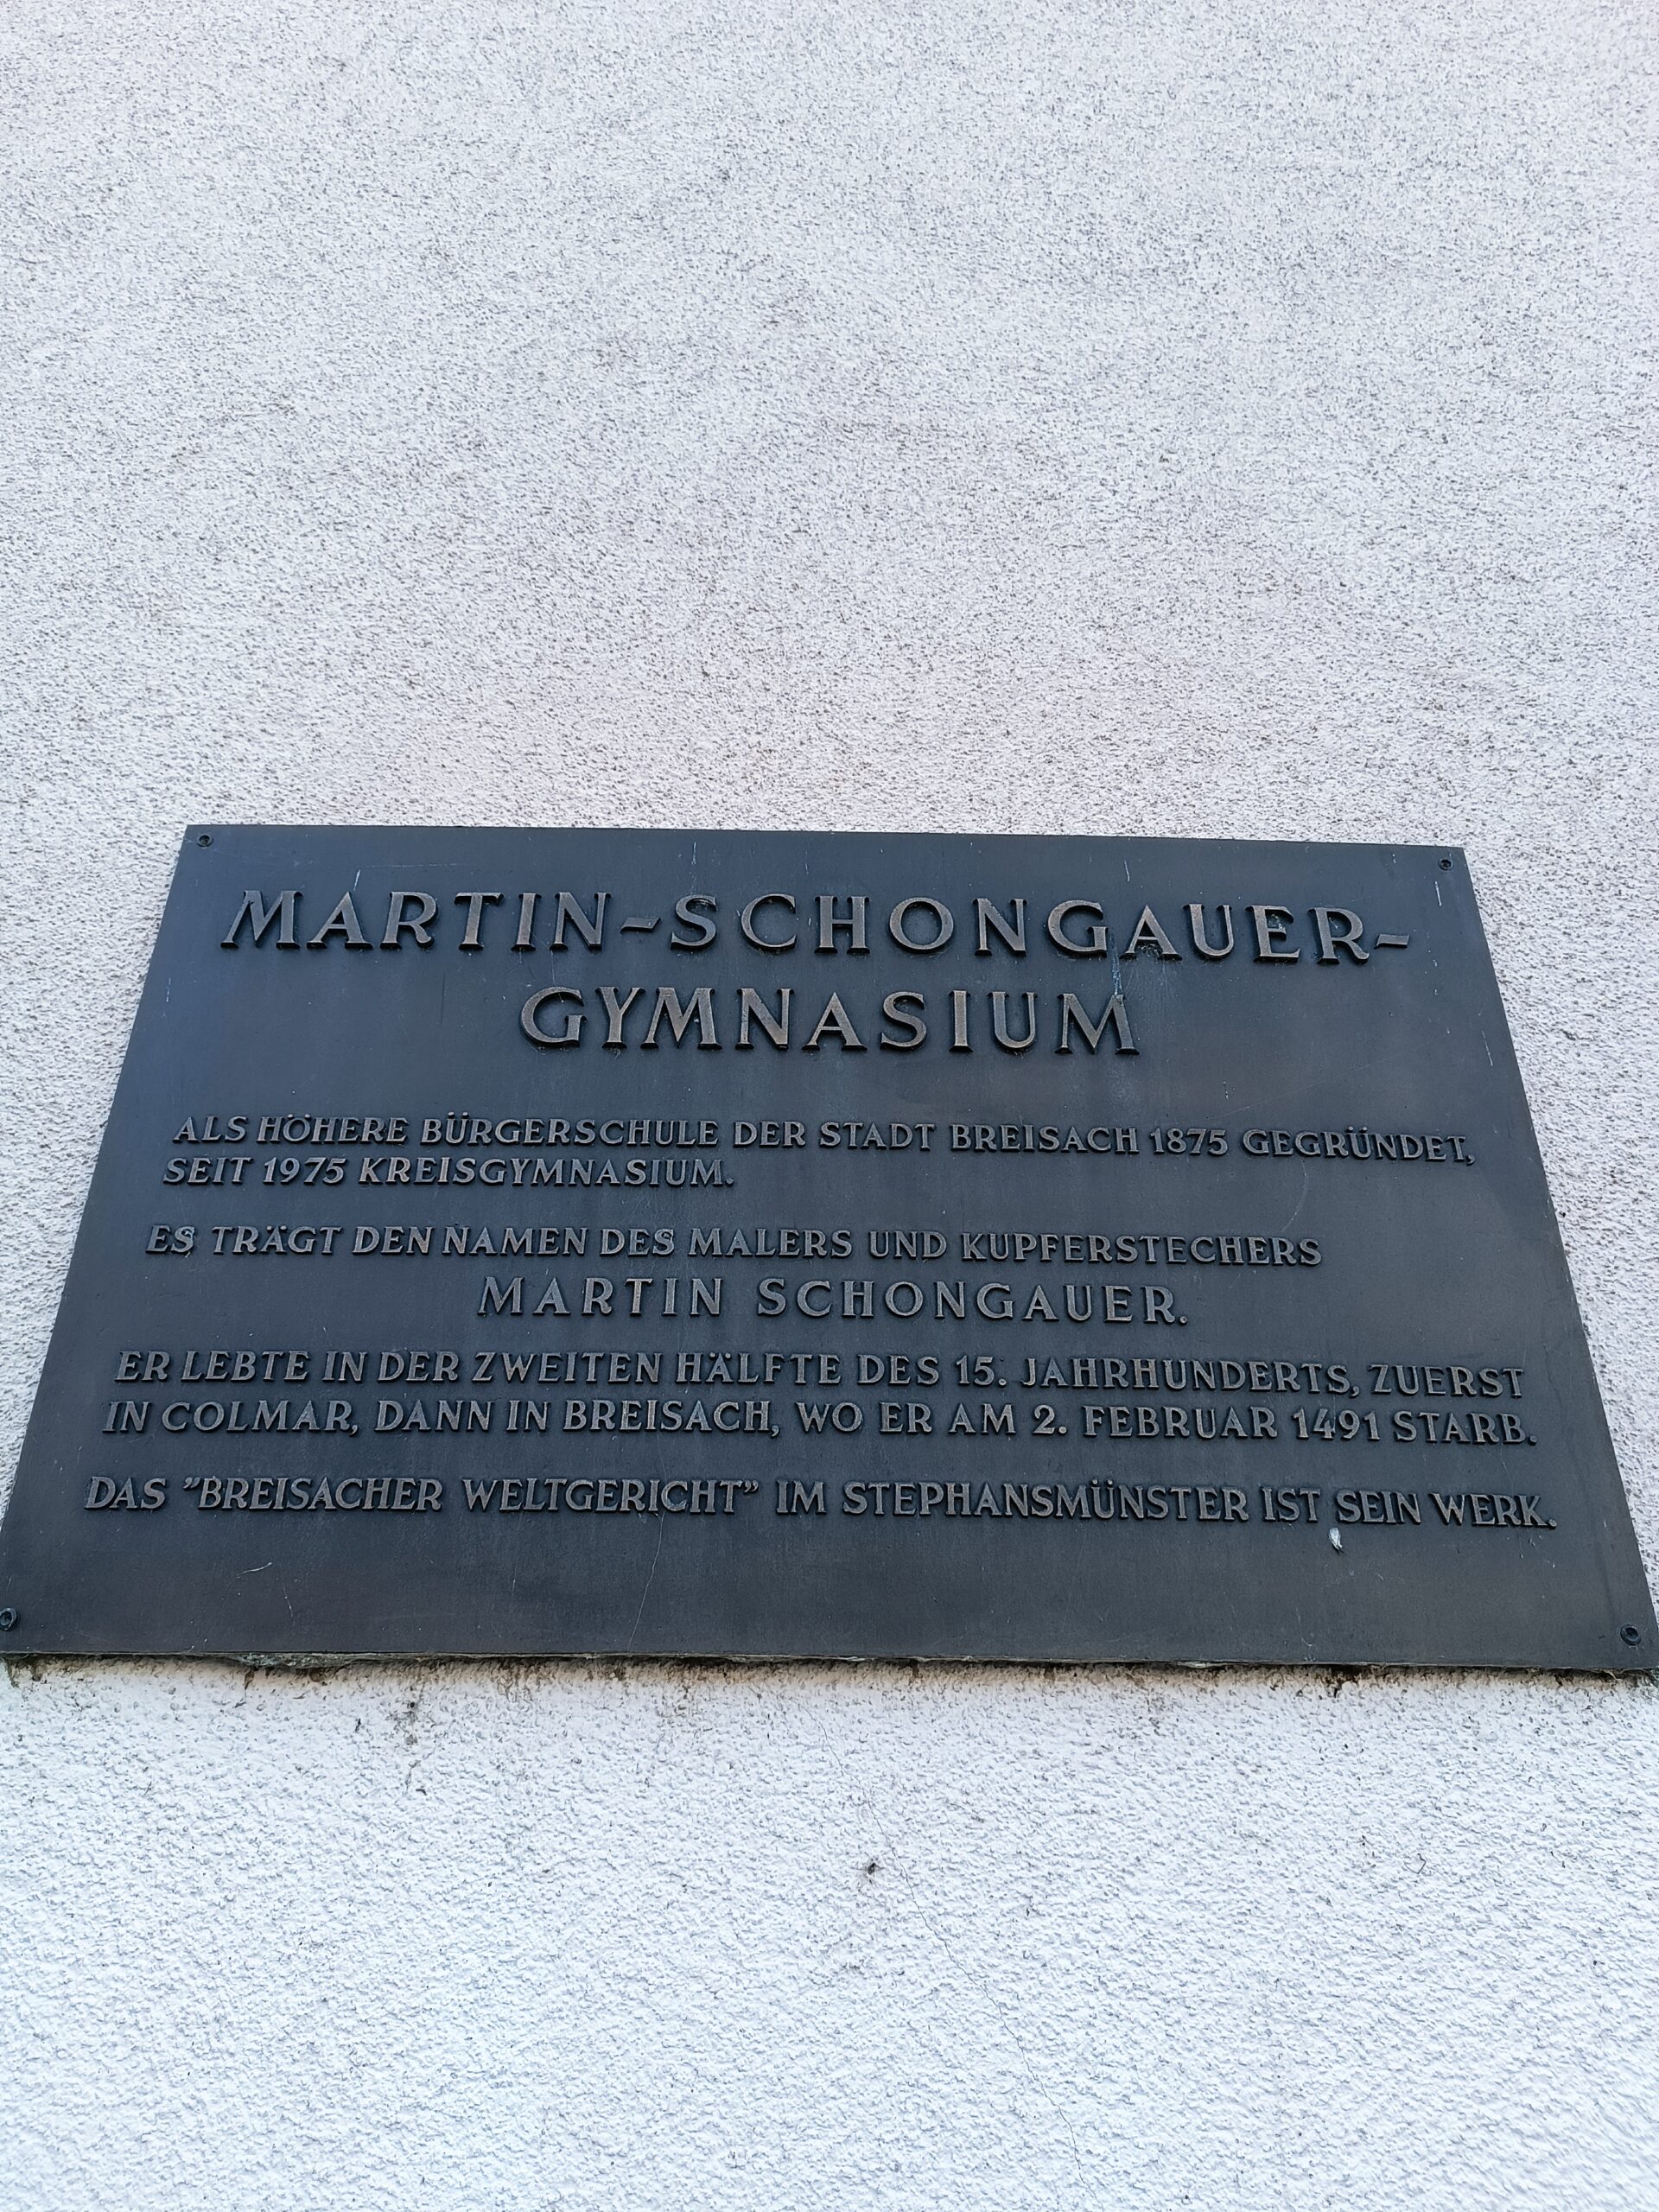 MARTIN-SCHONGAUER-
GYMNASIUM
ALS HÖHERE BÜRGERSCHULE DER STADT BREISACH 1875 GEGRÜNDET,
SEIT 1975 KREISGYMNASIUM.
ES TRÄGT DEN NAMEN DES MALERS UND KUPFERSTECHERS
MARTIN SCHONGAUER.
ER LEBTE IN DER ZWEITEN HÄLFTE DES 15. JAHRHUNDERTS, ZUERST
IN COLMAR, DANN IN BREISACH, WO ER AM 2. FEBRUAR 1491 STARB.
DAS "BREISACHER WELTGERICHT" IM STEPHANSMÜNSTER IST SEIN WERK.